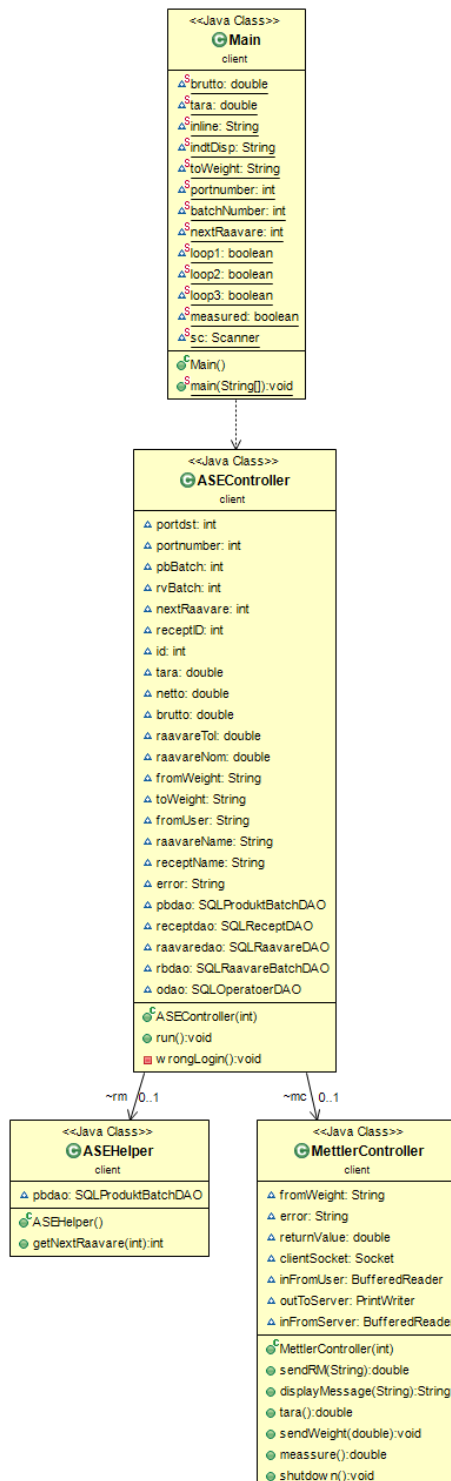 <<Java Class>>
Main
client
brutto: double
tara: double
inline: String
indtDisp: String
toWeight: String
portnumber: int
batchNumber: int
nextRaavare: int
loop1: boolean
loop2: boolean
loop3: boolean
measured: boolean
sc: Scanner
Main()
main(String[]):void
<<Java Class>>
ASEController
client
portdst: int
portnumber: int
pbBatch: int
rvBatch: int
nextRaavare: int
receptID: int
id: int
tara: double
netto: double
brutto: double
raavareTol: double
raavareNom: double
fromWeight: String
toWeight: String
fromUser: String
raavareName: String
receptName: String
error: String
pbdao: SQLProduktBatchDAO
receptdao: SQLReceptDAO
raavaredao: SQLRaavareDAO
rbdao: SQLRaavareBatchDAO
odao: SQLOperatoerDAO
ASEController(int)
run():void
wrongLogin():void
~rm 0..1
~mc 0..1
<<Java Class>>
ASEHelper
client
pbdao: SQLProduktBatchDAO
ASEHelper()
getNextRaavare(int):int
<<Java Class>>
MettlerController
client
fromWeight: String
error: String
returnValue: double
clientSocket: Socket
inFromUser: BufferedReader
outToServer: PrintWriter
inFromServer: BufferedReader
MettlerController(int)
sendRM(String):double
displayMessage(String):String
tara():double
sendWeight(double):void
meassure():double
shutdown():void